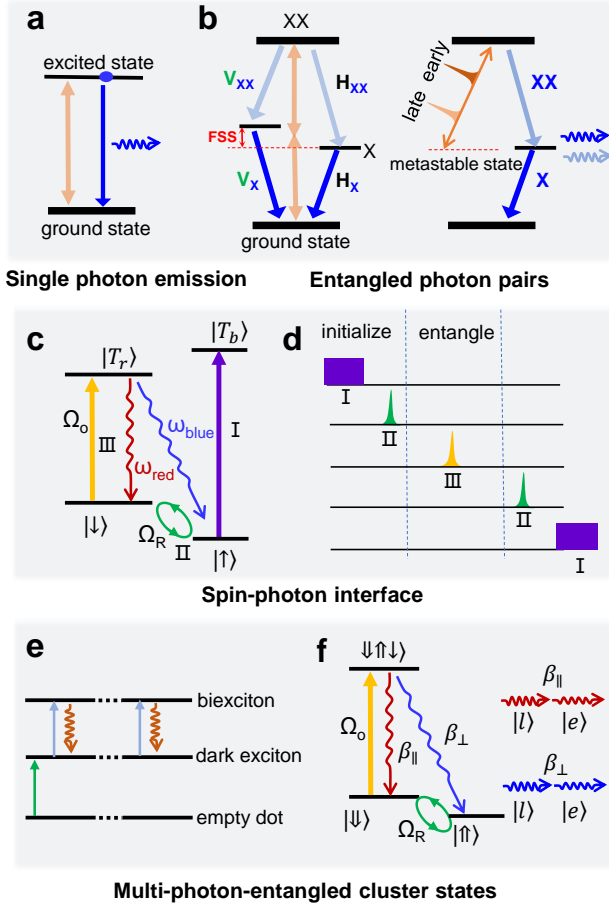 a
excited state
ground state
Single photon emission
b
XX
V_XX
H_XX
FSS
X
V_X
H_X
ground state
early
late
XX
metastable state
X
Entangled photon pairs
c
|T_r⟩
|T_b⟩
Ω_o
III
ω_blue
I
ω_red
|↓⟩
Ω_R
II
|↑⟩
d
initialize
entangle
I
II
III
II
I
Spin-photon interface
e
biexciton
dark exciton
empty dot
f
⇓⇑↓⟩
Ω_o
β_∥
β_⊥
|⇓⟩
Ω_R
|⇑⟩
β_∥
|l⟩ |e⟩
β_⊥
|l⟩ |e⟩
Multi-photon-entangled cluster states